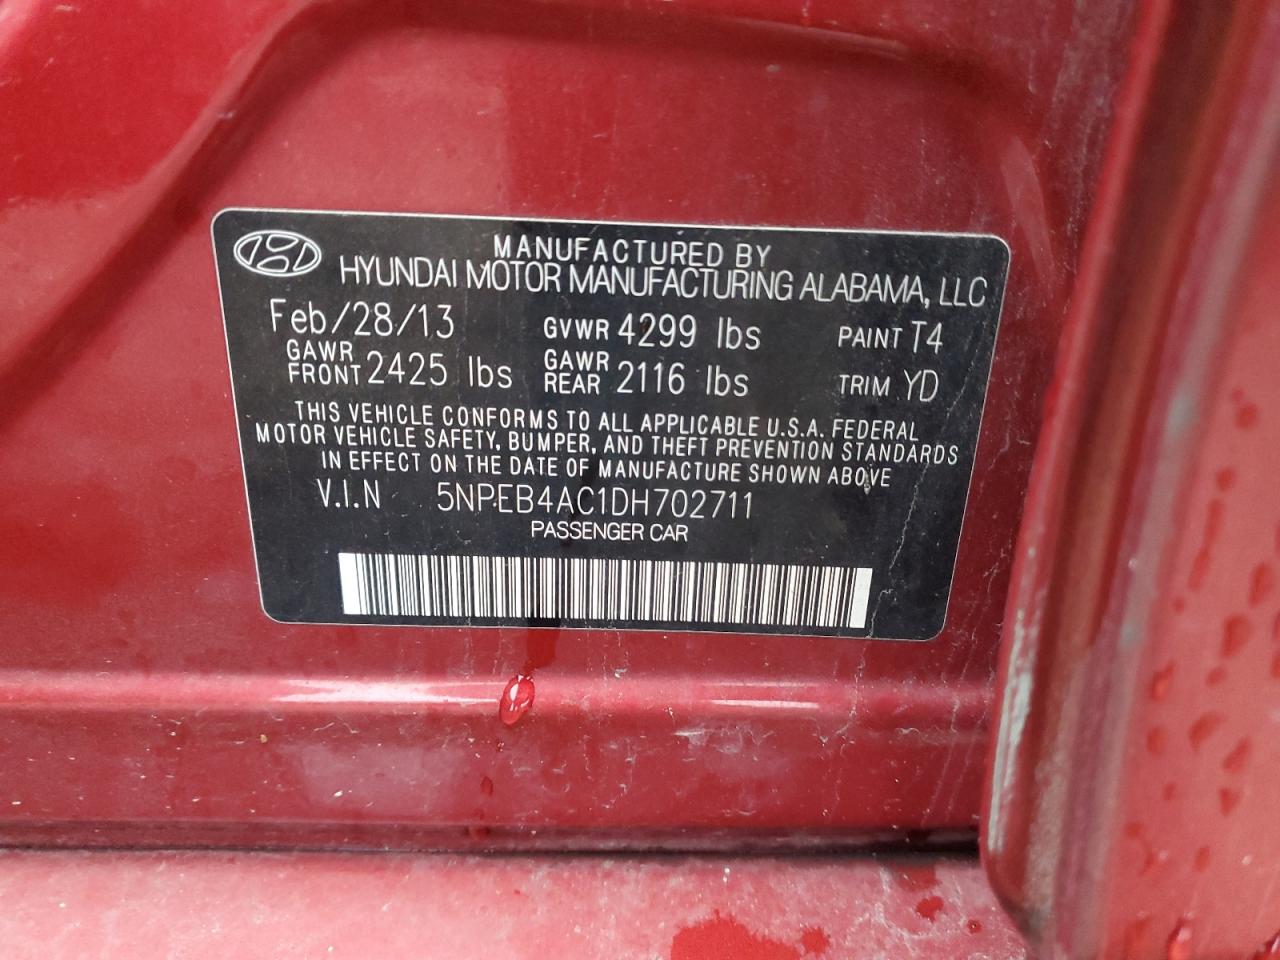 MANUFACTURED BY
HYUNDAI MOTOR MANUFACTURING ALABAMA, LLC
Feb/28/13 GVWR 4299 lbs PAINT T4
GAWR FRONT 2425 lbs GAWR REAR 2116 lbs TRIM YD
THIS VEHICLE CONFORMS TO ALL APPLICABLE U.S.A. FEDERAL
MOTOR VEHICLE SAFETY, BUMPER, AND THEFT PREVENTION STANDARDS
IN EFFECT ON THE DATE OF MANUFACTURE SHOWN ABOVE
V.I.N 5NPEB4AC1DH702711
PASSENGER CAR